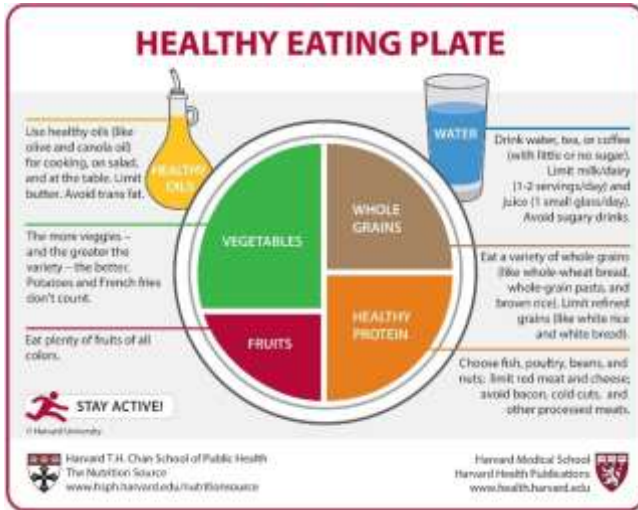 HEALTHY EATING PLATE
Use healthy oils (like
olive and canola oil)
for cooking, on salad,
and at the table. Limit
butter. Avoid trans fat.
HEALTHY
OILS
The more veggies –
and the greater the
variety – the better.
Potatoes and French fries
don't count.
Eat plenty of fruits of all
colors.
VEGETABLES
FRUITS
WHOLE
GRAINS
HEALTHY
PROTEIN
WATER
Drink water, tea, or coffee
(with little or no sugar).
Limit milk/dairy
(1-2 servings/day) and
juice (1 small glass/day).
Avoid sugary drinks.
Eat a variety of whole grains
(like whole-wheat bread,
whole-grain pasta, and
brown rice). Limit refined
grains (like white rice
and white bread).
Choose fish, poultry, beans, and
nuts; limit red meat and cheese;
avoid bacon, cold cuts, and
other processed meats.
STAY ACTIVE!
© Harvard University
Harvard T.H. Chan School of Public Health
The Nutrition Source
www.hsph.harvard.edu/nutritionsource
Harvard Medical School
Harvard Health Publications
www.health.harvard.edu